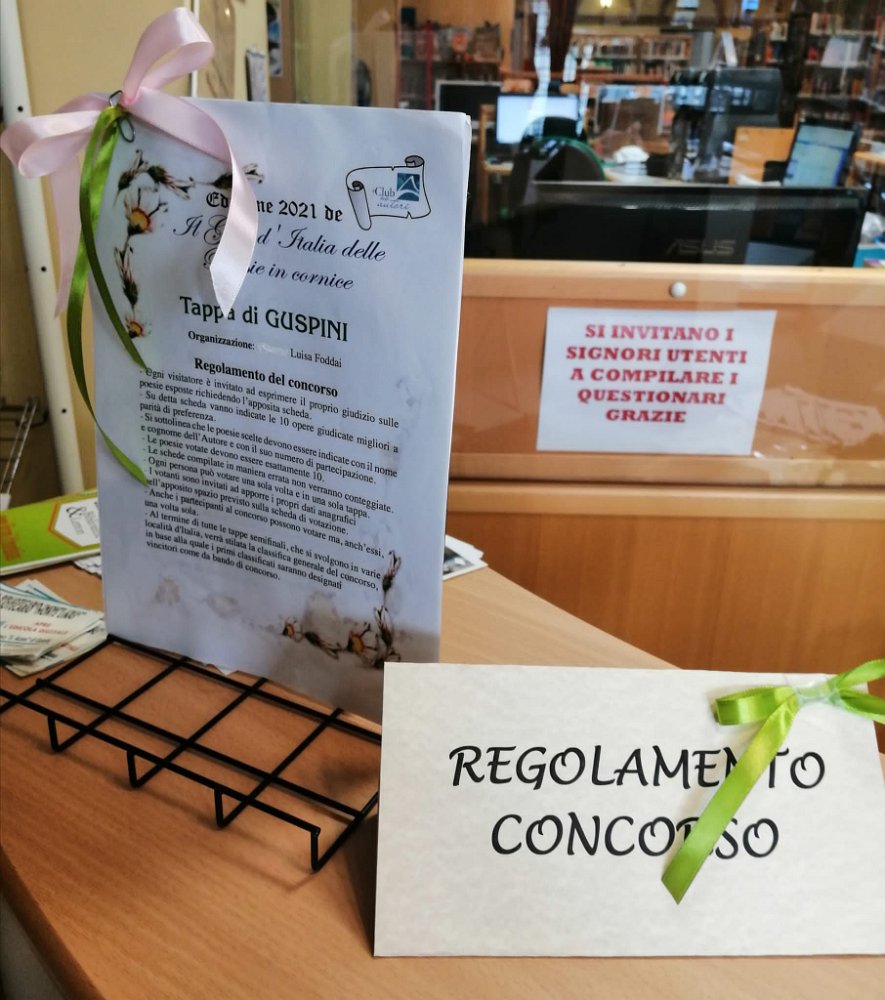 Edizione 2021 de
Il Giro d'Italia delle
Poesie in cornice
il Club
autori
Tappa di GUSPINI
Organizzazione: Luisa Foddai
Regolamento del concorso
- Ogni visitatore è invitato ad esprimere il proprio giudizio sulle
poesie esposte richiedendo l'apposita scheda.
- Su detta scheda vanno indicate le 10 opere giudicate migliori a
parità di preferenza.
- Si sottolinea che le poesie scelte devono essere indicate con il nome
e cognome dell'Autore e con il suo numero di partecipazione.
- Le poesie votate devono essere esattamente 10.
- Le schede compilate in maniera errata non verranno conteggiate.
- Ogni persona può votare una sola volta e in una sola tappa.
- I votanti sono invitati ad apporre i propri dati anagrafici
nell'apposito spazio previsto sulla scheda di votazione.
- Anche i partecipanti al concorso possono votare ma, anch'essi,
una volta sola.
- Al termine di tutte le tappe semifinali, che si svolgono in varie
località d'Italia, verrà stilata la classifica generale del concorso,
in base alla quale i primi classificati saranno designati
vincitori come da bando di concorso.
ASUS
SI INVITANO I
SIGNORI UTENTI
A COMPILARE I
QUESTIONARI
GRAZIE
REGOLAMENTO
CONCORSO